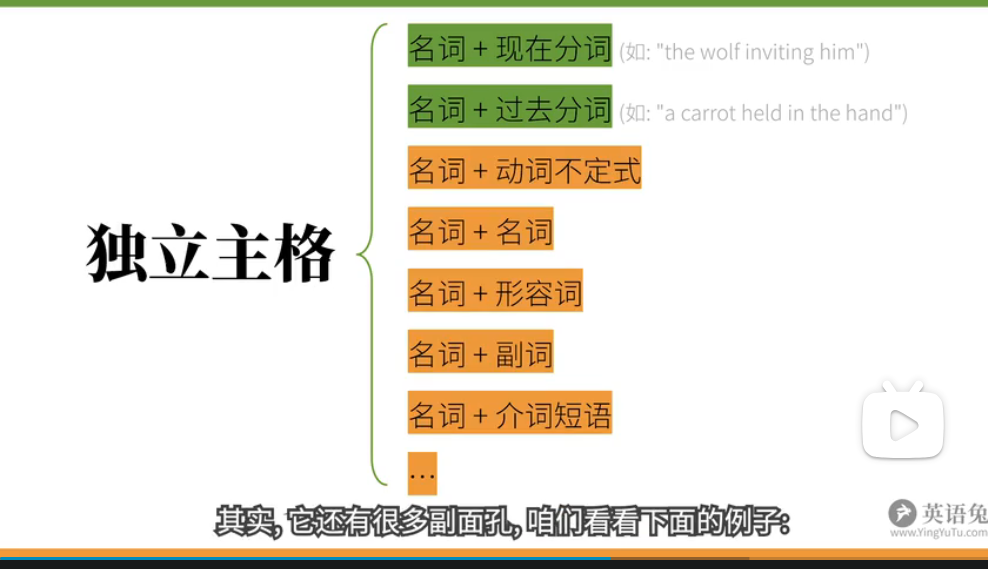 名词 + 现在分词 (如: "the wolf inviting him")
名词 + 过去分词 (如: "a carrot held in the hand")
名词 + 动词不定式
名词 + 名词
独立主格
名词 + 形容词
名词 + 副词
名词 + 介词短语
...
其实, 它还有很多副面孔, 咱们看看下面的例子:
英语兔
www.YingYuTu.com